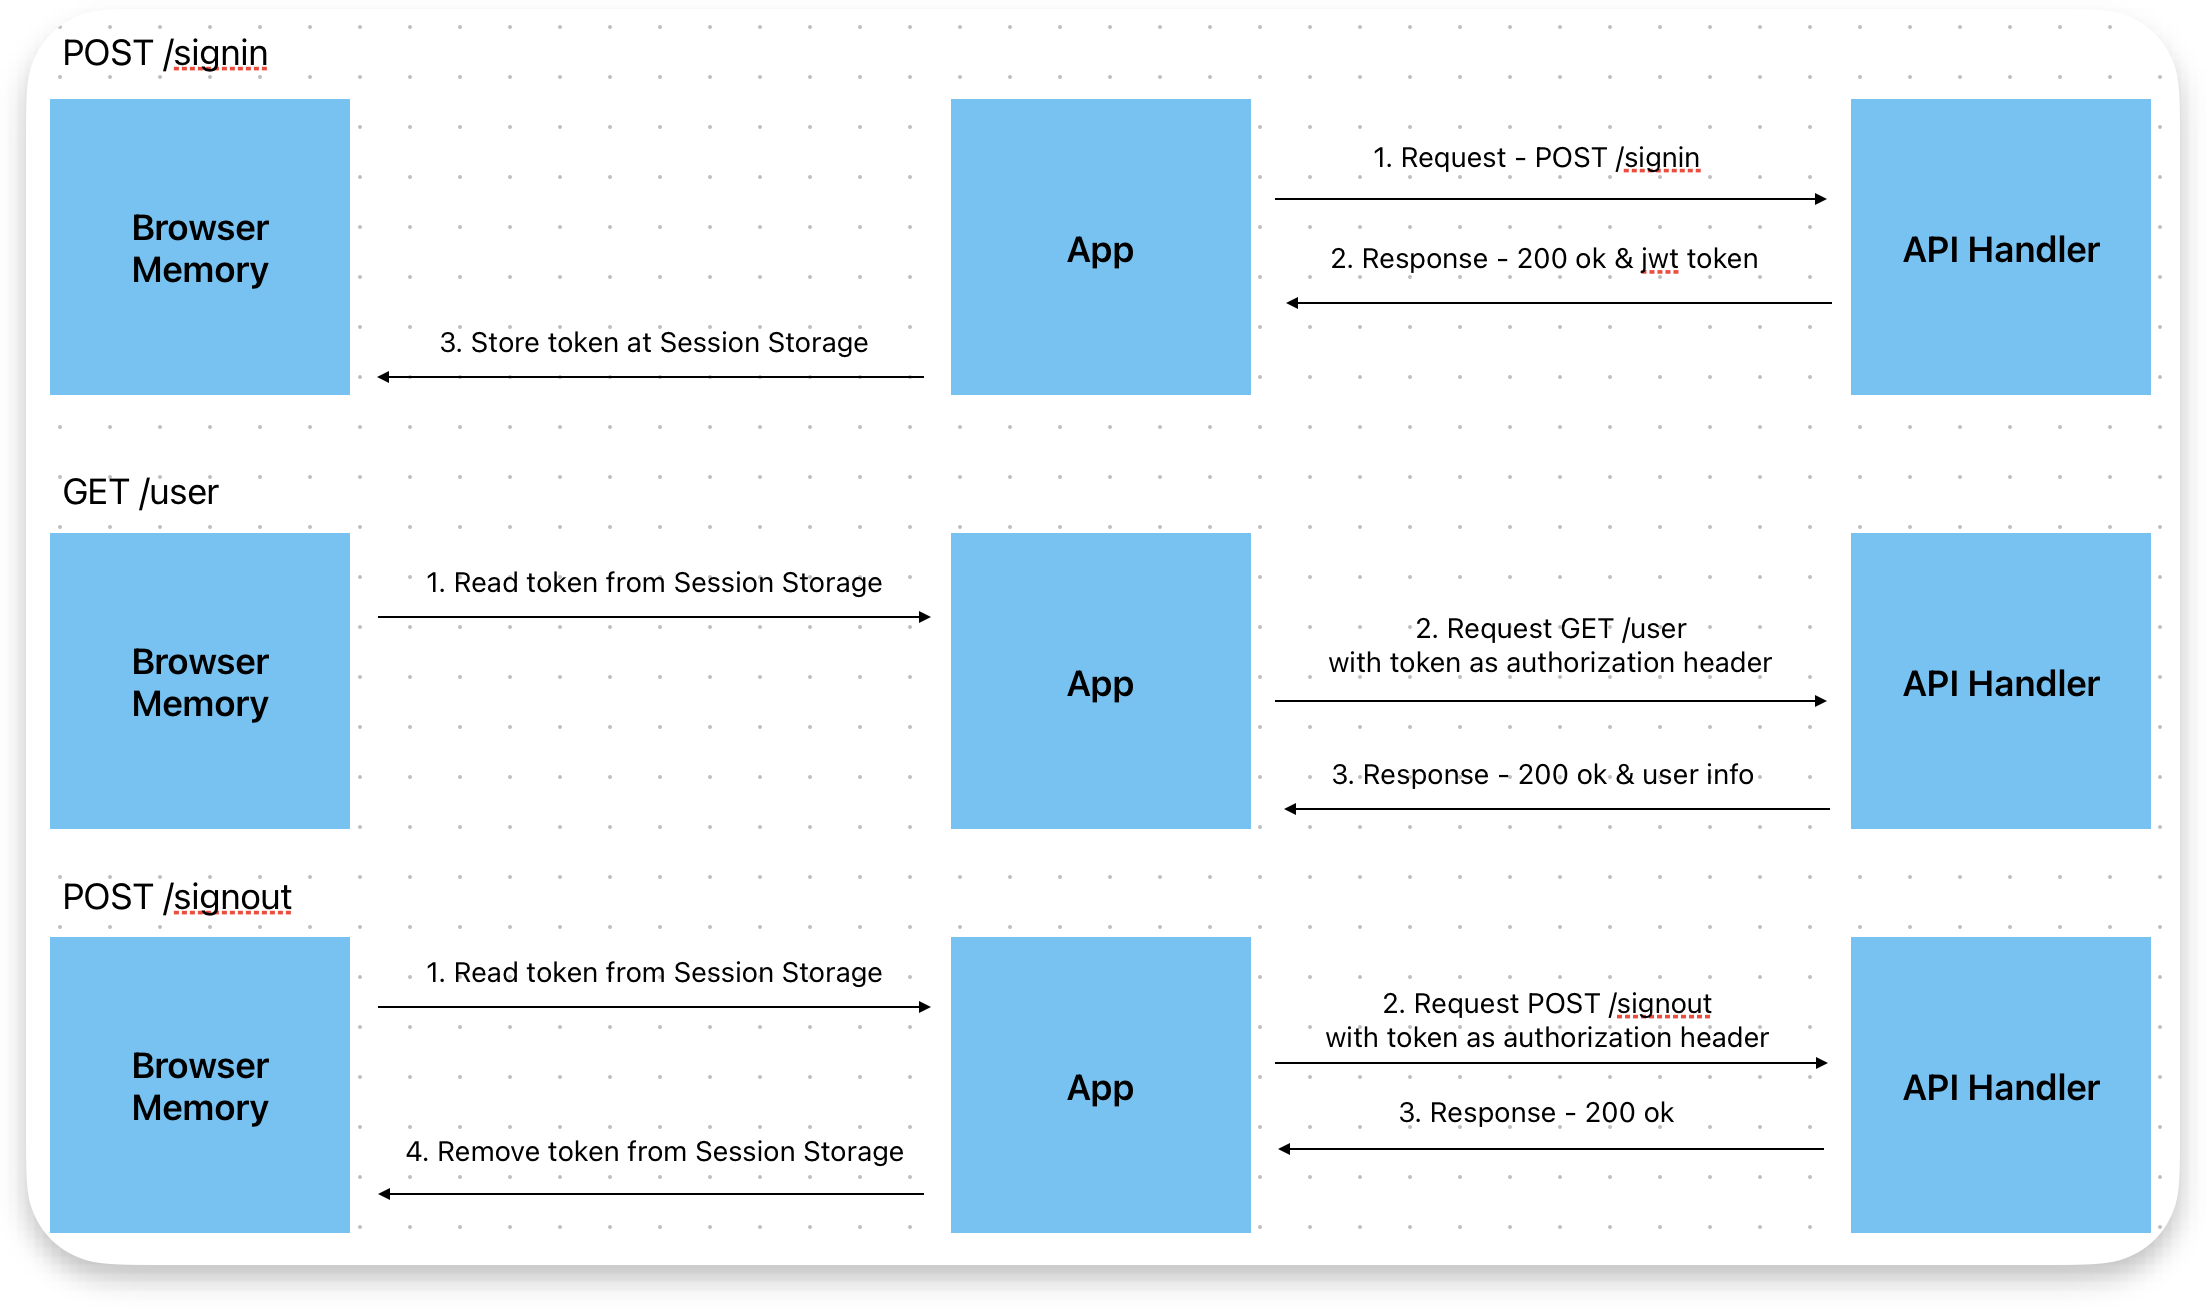 POST /signin
Browser
Memory
App
API Handler
1. Request - POST /signin
2. Response - 200 ok & jwt token
3. Store token at Session Storage
GET /user
Browser
Memory
App
API Handler
1. Read token from Session Storage
2. Request GET /user
with token as authorization header
3. Response - 200 ok & user info
POST /signout
Browser
Memory
App
API Handler
1. Read token from Session Storage
2. Request POST /signout
with token as authorization header
3. Response - 200 ok
4. Remove token from Session Storage